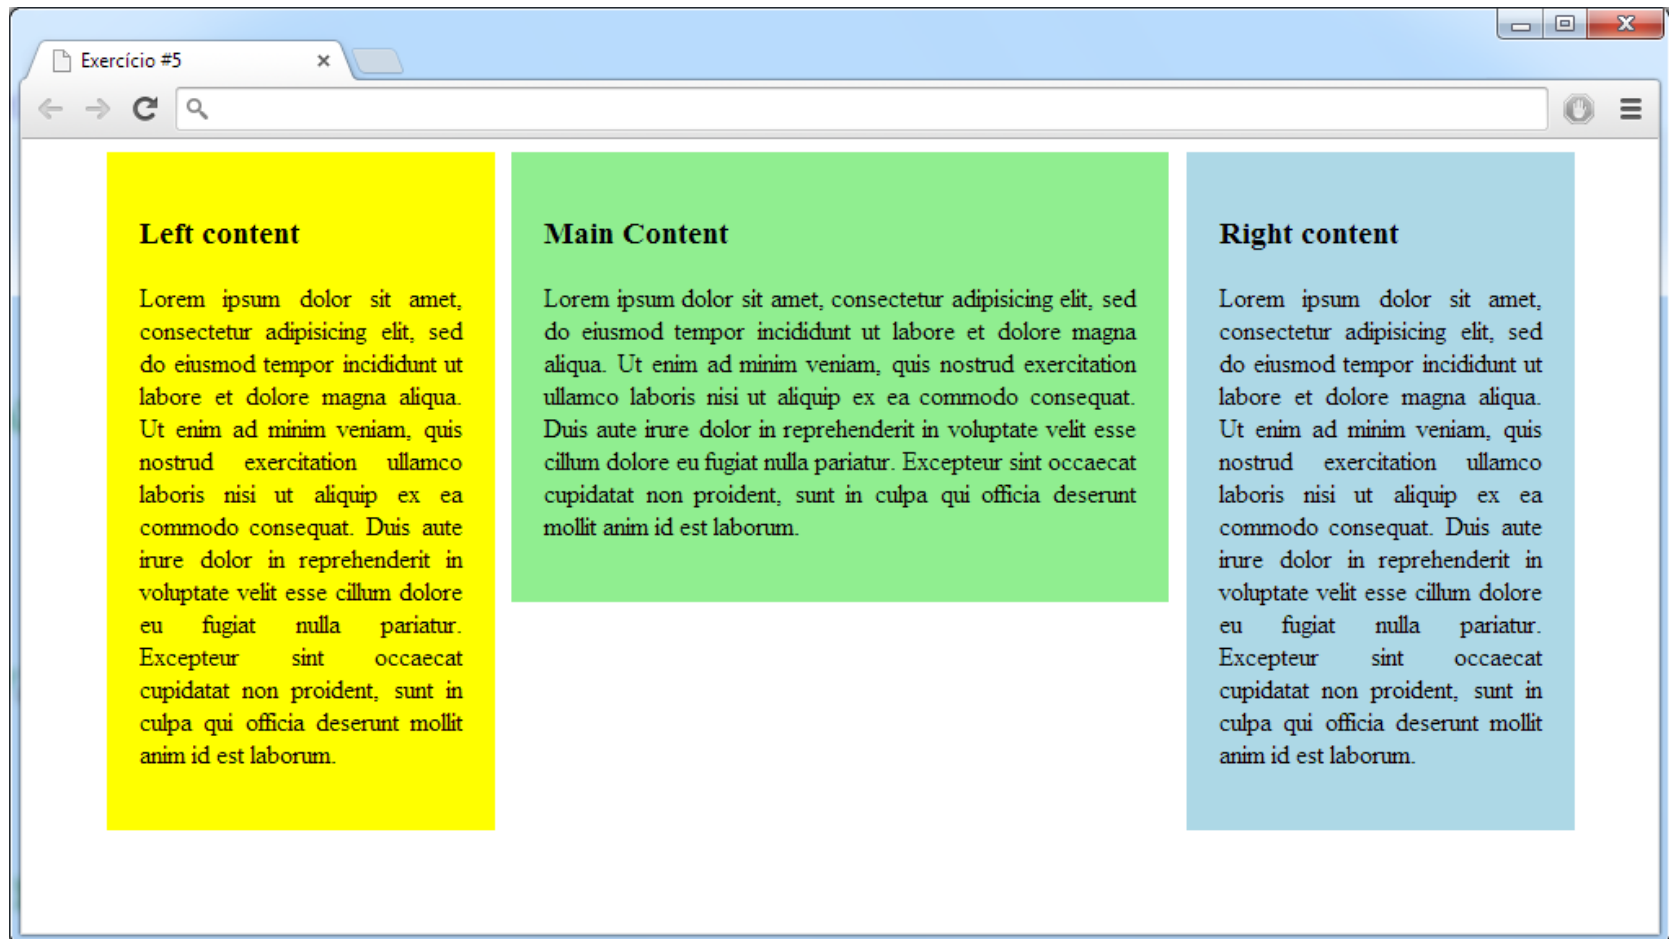 Exercício #5
Left content
Lorem ipsum dolor sit amet,
consectetur adipisicing elit, sed
do eiusmod tempor incididunt ut
labore et dolore magna aliqua.
Ut enim ad minim veniam, quis
nostrud exercitation ullamco
laboris nisi ut aliquip ex ea
commodo consequat. Duis aute
irure dolor in reprehenderit in
voluptate velit esse cillum dolore
eu fugiat nulla pariatur.
Excepteur sint occaecat
cupidatat non proident, sunt in
culpa qui officia deserunt mollit
anim id est laborum.
Main Content
Lorem ipsum dolor sit amet, consectetur adipisicing elit, sed
do eiusmod tempor incididunt ut labore et dolore magna
aliqua. Ut enim ad minim veniam, quis nostrud exercitation
ullamco laboris nisi ut aliquip ex ea commodo consequat.
Duis aute irure dolor in reprehenderit in voluptate velit esse
cillum dolore eu fugiat nulla pariatur. Excepteur sint occaecat
cupidatat non proident, sunt in culpa qui officia deserunt
mollit anim id est laborum.
Right content
Lorem ipsum dolor sit amet,
consectetur adipisicing elit, sed
do eiusmod tempor incididunt ut
labore et dolore magna aliqua.
Ut enim ad minim veniam, quis
nostrud exercitation ullamco
laboris nisi ut aliquip ex ea
commodo consequat. Duis aute
irure dolor in reprehenderit in
voluptate velit esse cillum dolore
eu fugiat nulla pariatur.
Excepteur sint occaecat
cupidatat non proident, sunt in
culpa qui officia deserunt mollit
anim id est laborum.